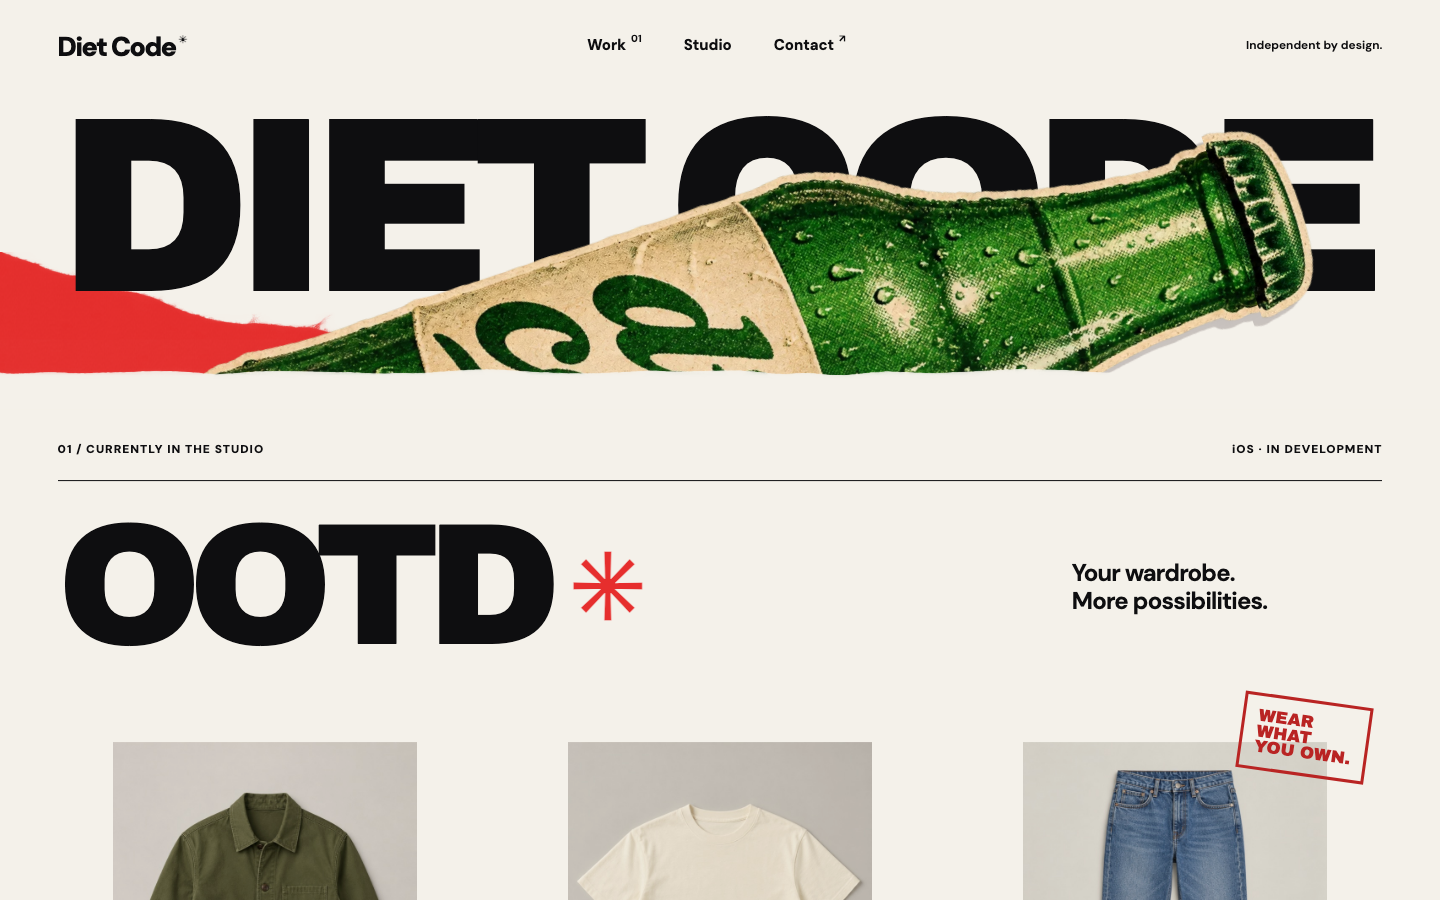 Diet Code*
Work 01
Studio
Contact ↗
Independent by design.
DIET CODE
01 / CURRENTLY IN THE STUDIO
iOS · IN DEVELOPMENT
OOTD*
Your wardrobe.
More possibilities.
WEAR
WHAT
YOU OWN.